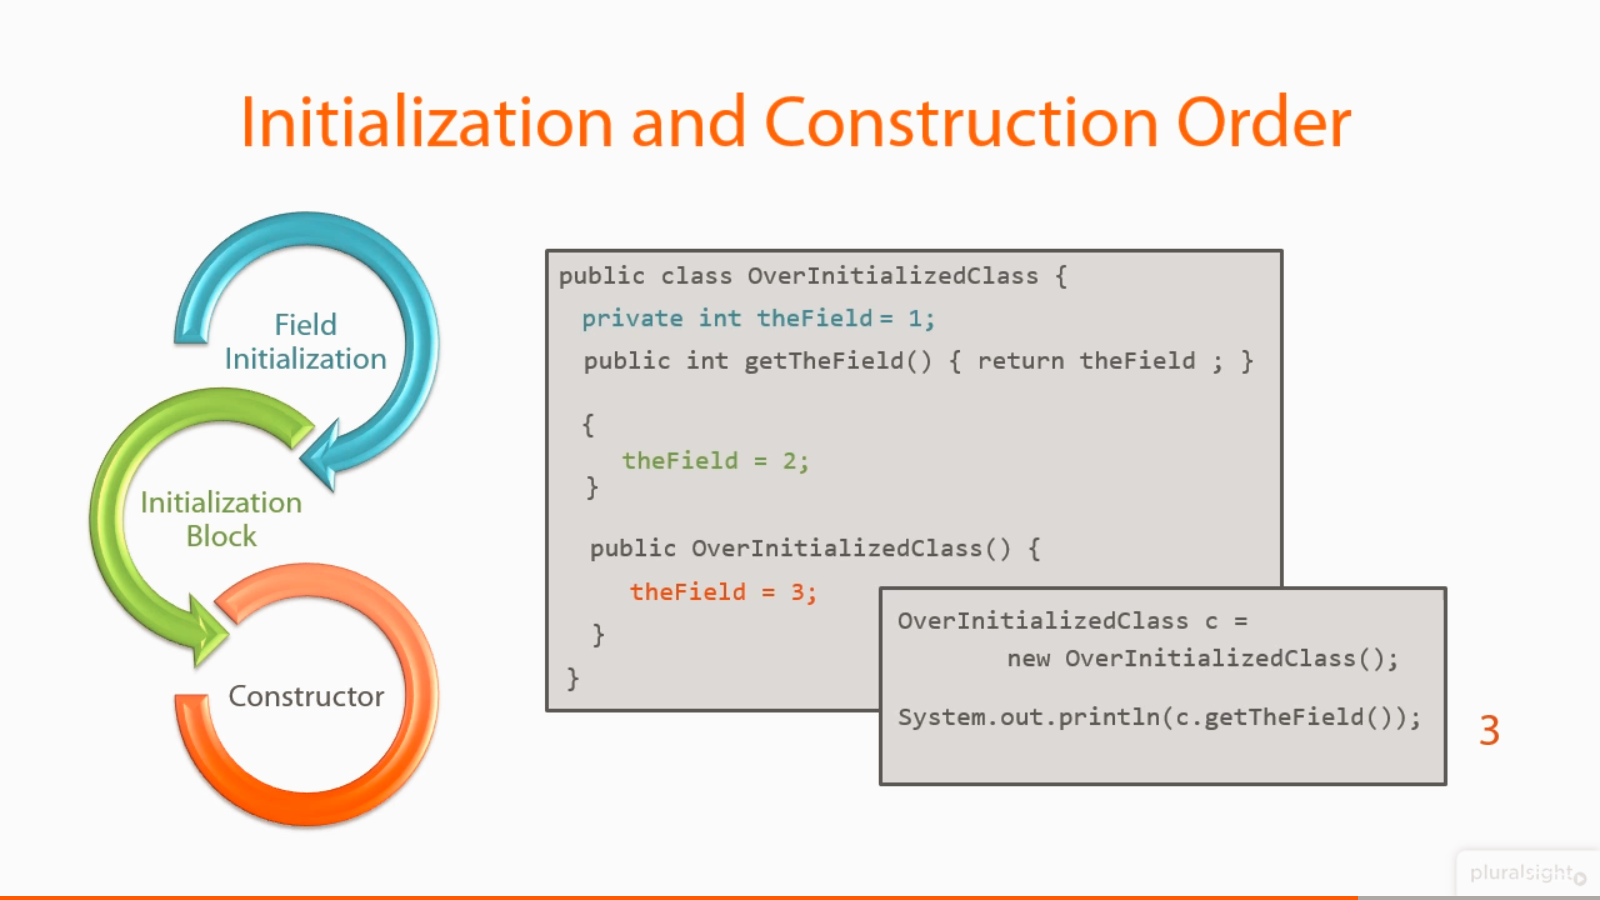 Initialization and Construction Order
Field
Initialization
Initialization
Block
Constructor
public class OverInitializedClass {
private int theField = 1;
public int getTheField() { return theField ; }
{
theField = 2;
}
public OverInitializedClass() {
theField = 3;
}
}
OverInitializedClass c =
new OverInitializedClass();
System.out.println(c.getTheField());
3
pluralsight